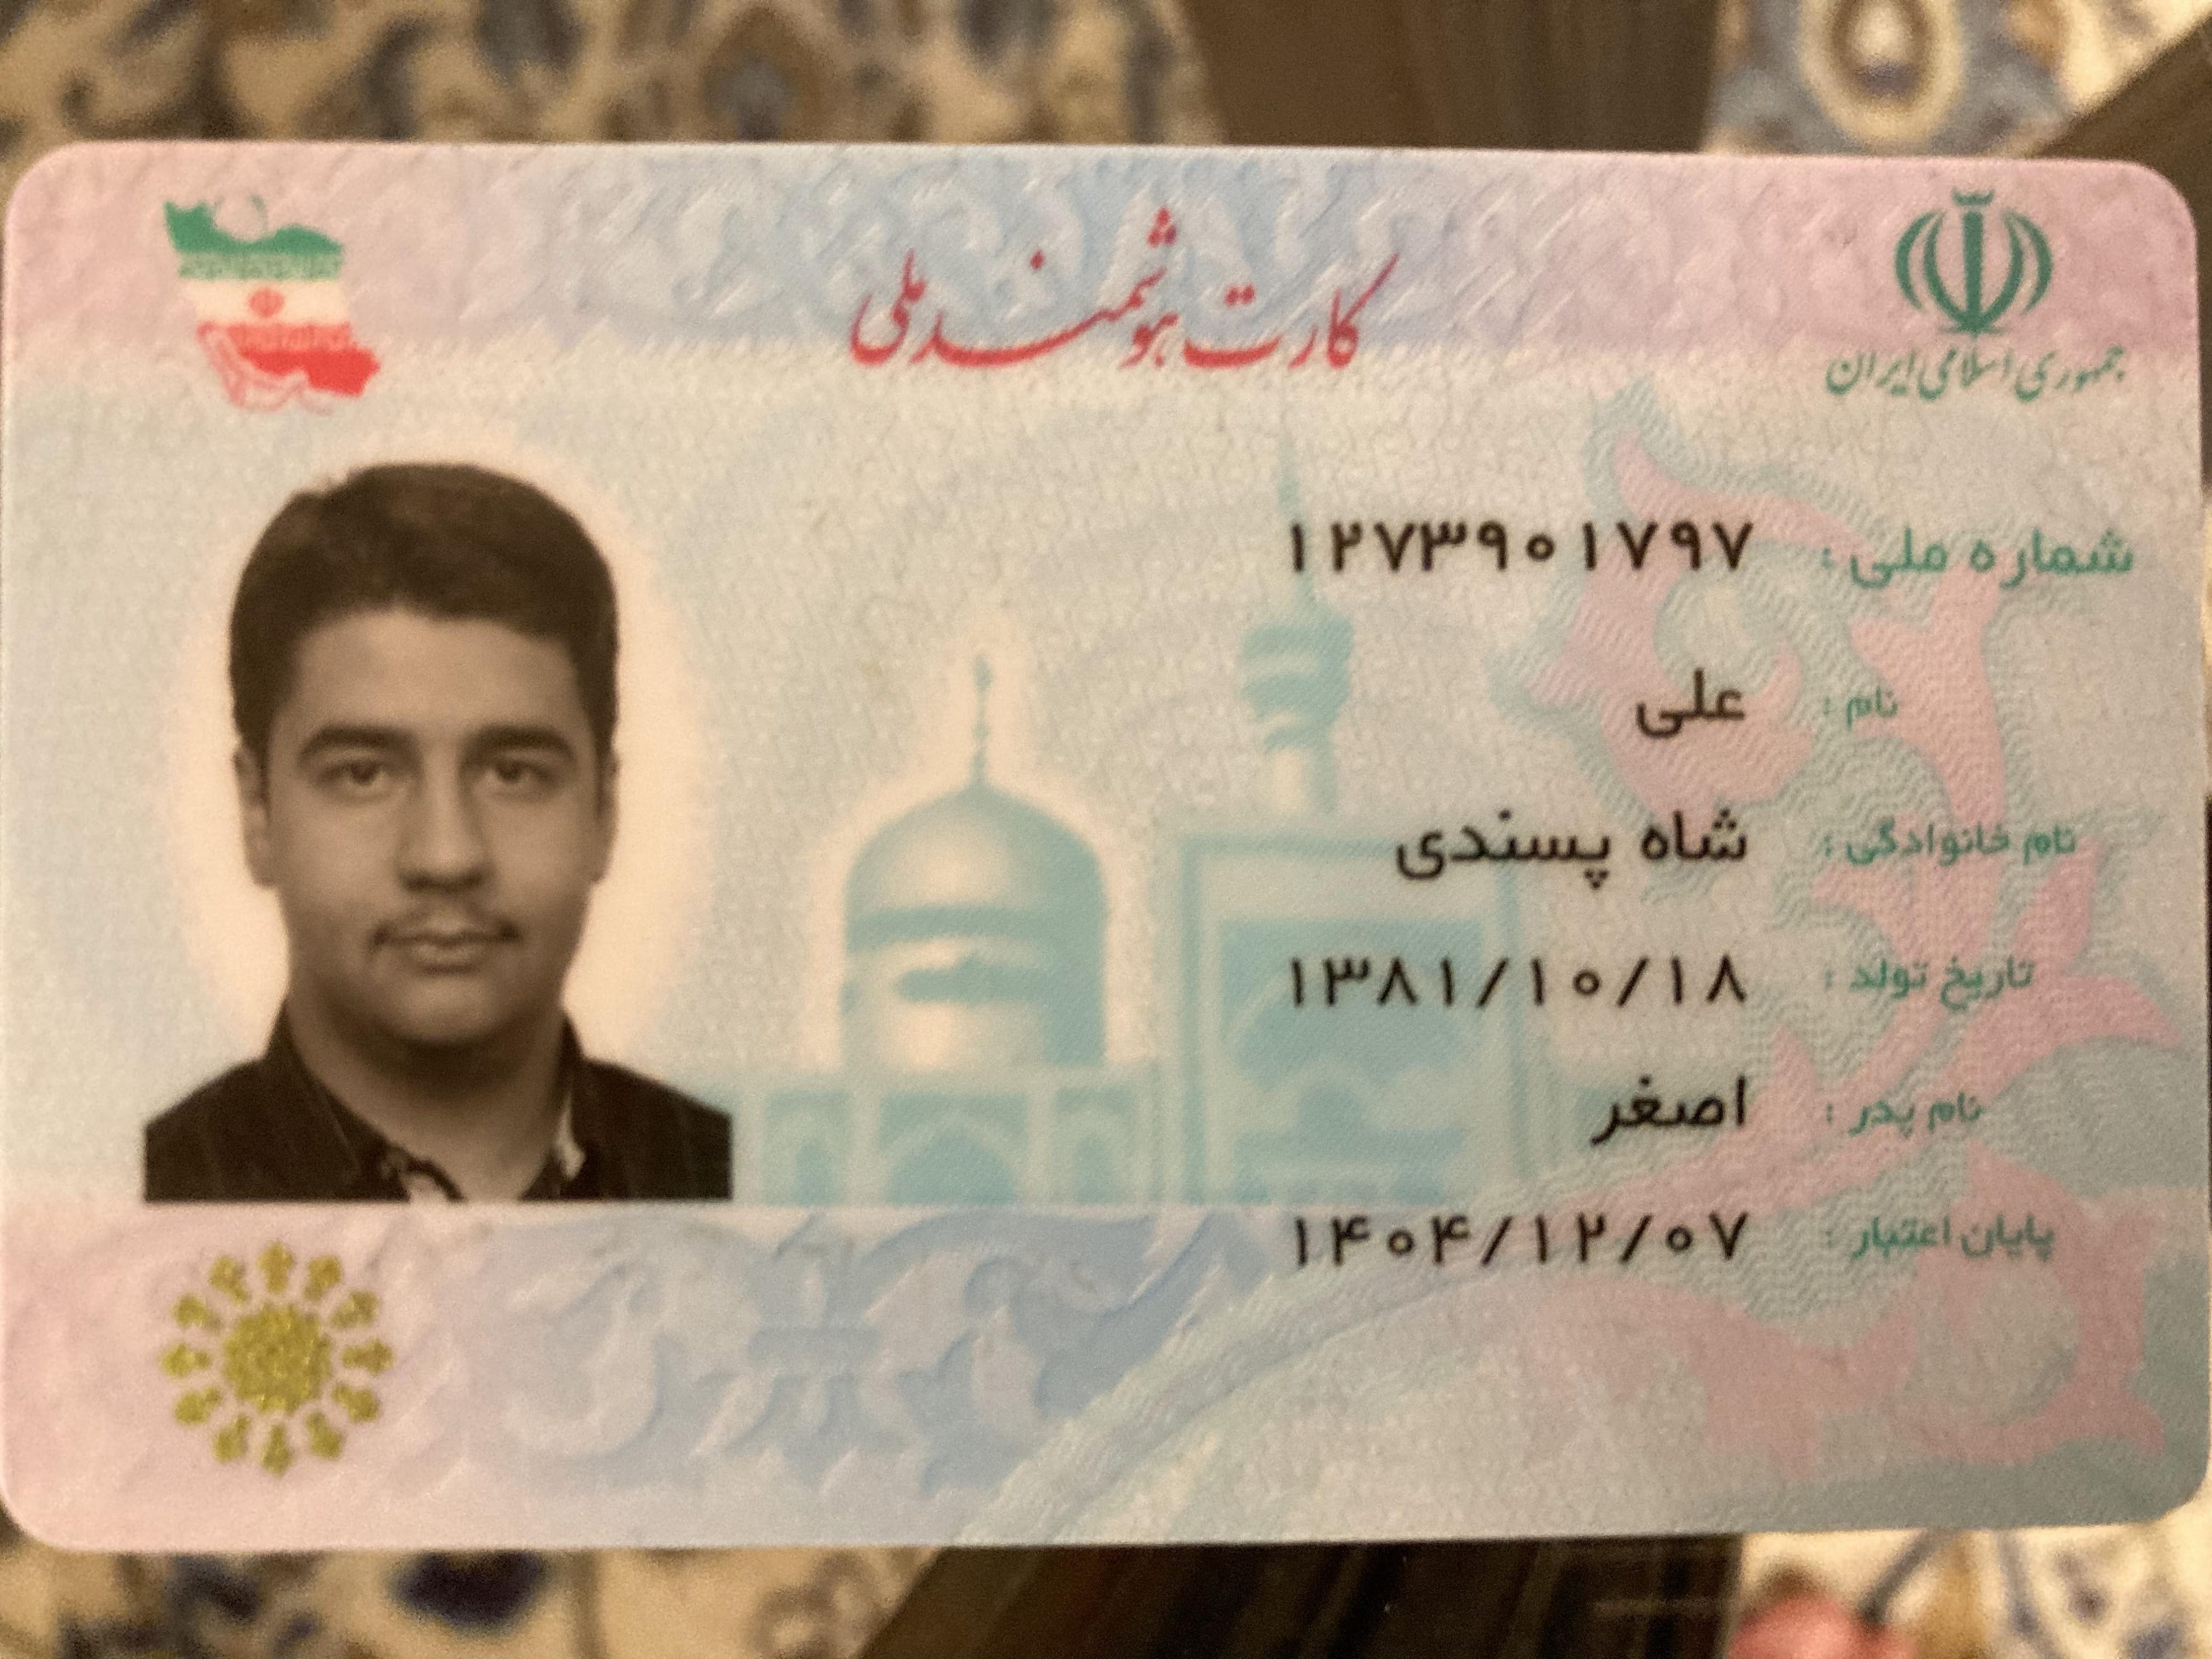 جمهوری اسلامی ایران
کارت هوشمند ملی
شماره ملی : ۱۲۷۳۹۰۱۷۹۷
نام : علی
نام خانوادگی : شاه پسندی
تاریخ تولد : ۱۳۸۱/۱۰/۱۸
نام پدر : اصغر
پایان اعتبار : ۱۴۰۴/۱۲/۰۷